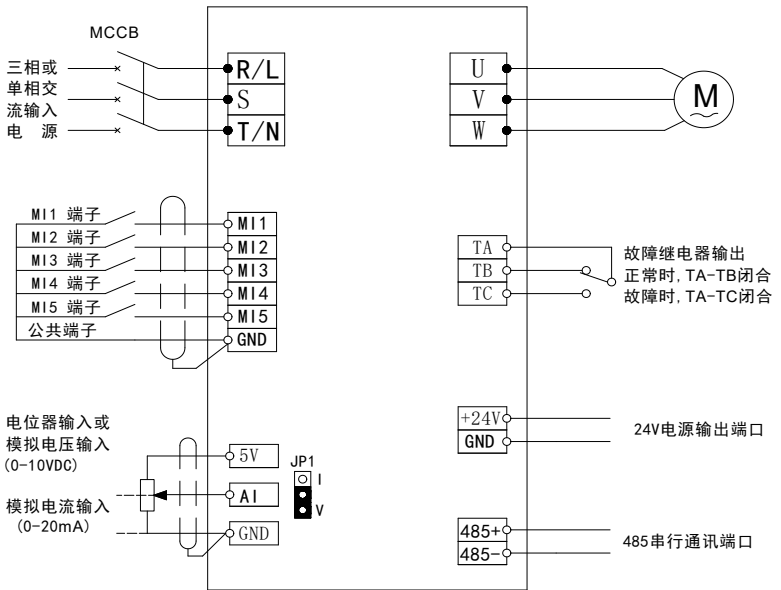 MCCB
三相或
单相交
流输入
电 源
R/L
S
T/N
U
V
W
M
MI1 端子
MI2 端子
MI3 端子
MI4 端子
MI5 端子
公共端子
MI1
MI2
MI3
MI4
MI5
GND
TA
TB
TC
故障继电器输出
正常时, TA-TB闭合
故障时, TA-TC闭合
电位器输入或
模拟电压输入
(0-10VDC)
模拟电流输入
(0-20mA)
5V
AI
GND
JP1
I
V
+24V
GND
24V电源输出端口
485+
485-
485串行通讯端口